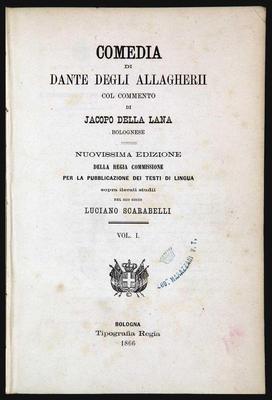 COMEDIA
DI
DANTE DEGLI ALLAGHERII
COL COMMENTO
DI
JACOPO DELLA LANA
BOLOGNESE
NUOVISSIMA EDIZIONE
DELLA REGIA COMMISSIONE
PER LA PUBBLICAZIONE DEI TESTI DI LINGUA
sopra iterati studii
DEL SUO SOCIO
LUCIANO SCARABELLI
VOL. I.
BOLOGNA
Tipografia Regia
1866